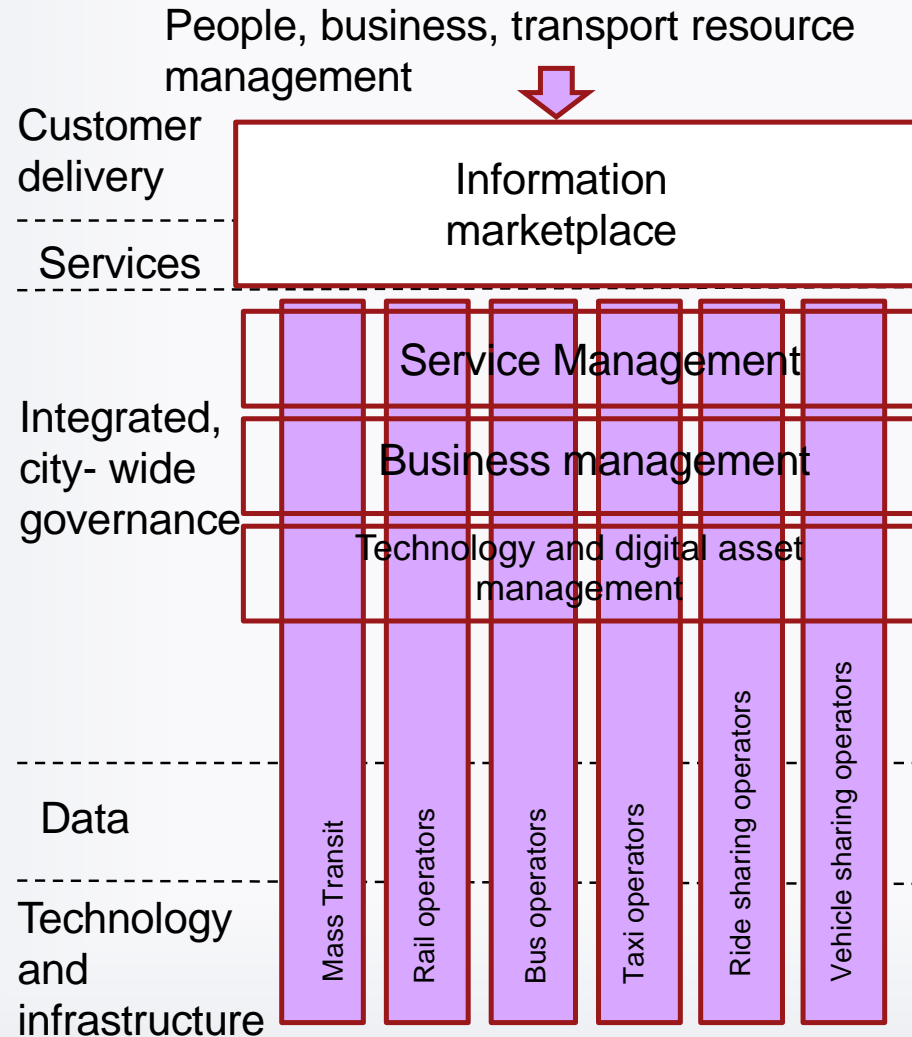 People, business, transport resource
management
Customer
delivery
Information
marketplace
Services
Service Management
Integrated,
city- wide
governance
Business management
Technology and digital asset
management
Data
Mass Transit
Rail operators
Bus operators
Taxi operators
Ride sharing operators
Vehicle sharing operators
Technology
and
infrastructure